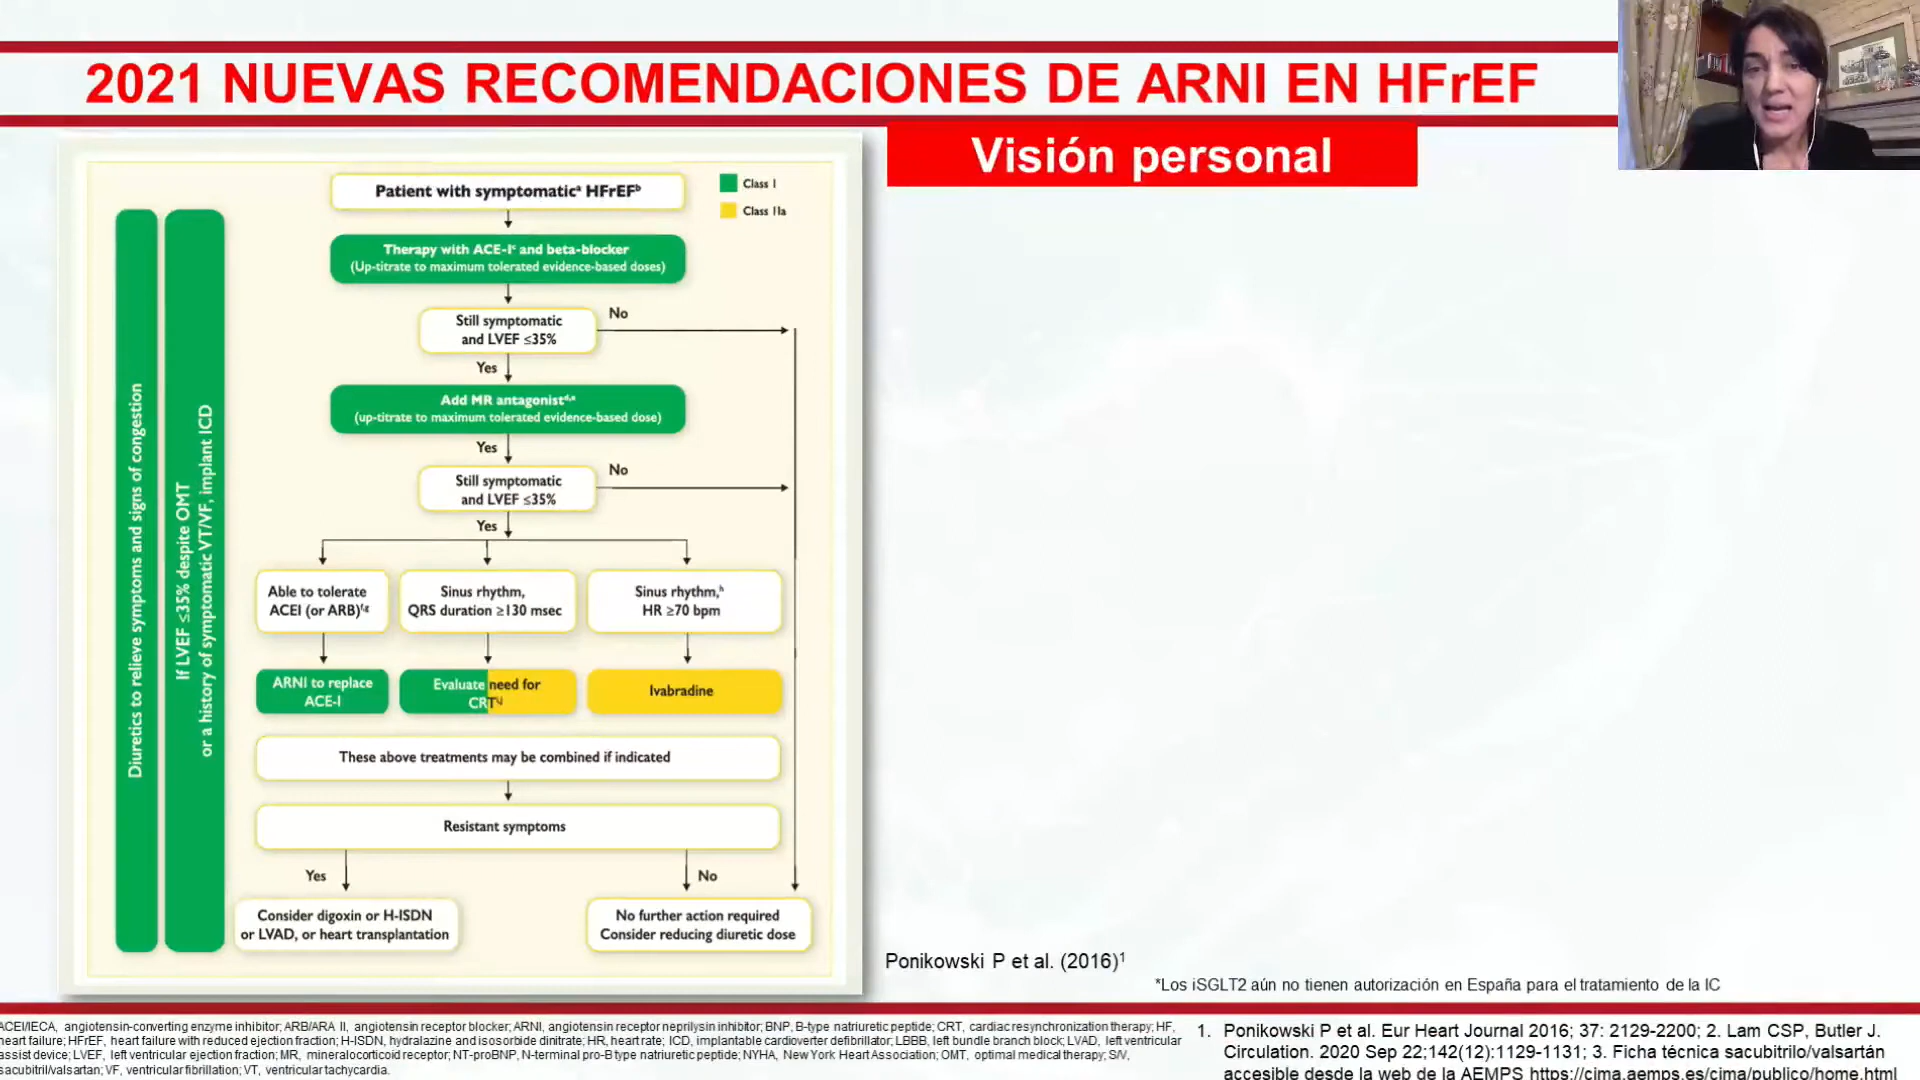 2021 NUEVAS RECOMENDACIONES DE ARNI EN HFrEF
Visión personal
Patient with symptomaticᵃ HFrEFᵇ
Class I
Class IIa
Therapy with ACE-Iᶜ and beta-blocker
(Up-titrate to maximum tolerated evidence-based doses)
Still symptomatic
and LVEF ≤35%
No
Yes
Add MR antagonistᵈ,ᵉ
(up-titrate to maximum tolerated evidence-based dose)
Yes
Still symptomatic
and LVEF ≤35%
No
Yes
Able to tolerate
ACEI (or ARB)ᶠ,ᵍ
Sinus rhythm,
QRS duration ≥130 msec
Sinus rhythm,ʰ
HR ≥70 bpm
ARNI to replace
ACE-I
Evaluate need for
CRTⁱ,ʲ
Ivabradine
These above treatments may be combined if indicated
Resistant symptoms
Yes
No
Consider digoxin or H-ISDN
or LVAD, or heart transplantation
No further action required
Consider reducing diuretic dose
Diuretics to relieve symptoms and signs of congestion
If LVEF ≤35% despite OMT
or a history of symptomatic VT/VF, implant ICD
Ponikowski P et al. (2016)¹
*Los iSGLT2 aún no tienen autorización en España para el tratamiento de la IC
ACEI/IECA, angiotensin-converting enzyme inhibitor; ARB/ARA II, angiotensin receptor blocker; ARNI, angiotensin receptor neprilysin inhibitor; BNP, B-type natriuretic peptide; CRT, cardiac resynchronization therapy; HF,
heart failure; HFrEF, heart failure with reduced ejection fraction; H-ISDN, hydralazine and isosorbide dinitrate; HR, heart rate; ICD, implantable cardioverter defibrillator; LBBB, left bundle branch block; LVAD, left ventricular
assist device; LVEF, left ventricular ejection fraction; MR, mineralocorticoid receptor; NT-proBNP, N-terminal pro-B type natriuretic peptide; NYHA, New York Heart Association; OMT, optimal medical therapy; S/V,
sacubitril/valsartan; VF, ventricular fibrillation; VT, ventricular tachycardia.
1. Ponikowski P et al. Eur Heart Journal 2016; 37: 2129-2200; 2. Lam CSP, Butler J.
Circulation. 2020 Sep 22;142(12):1129-1131; 3. Ficha técnica sacubitrilo/valsartán
accesible desde la web de la AEMPS https://cima.aemps.es/cima/publico/home.html